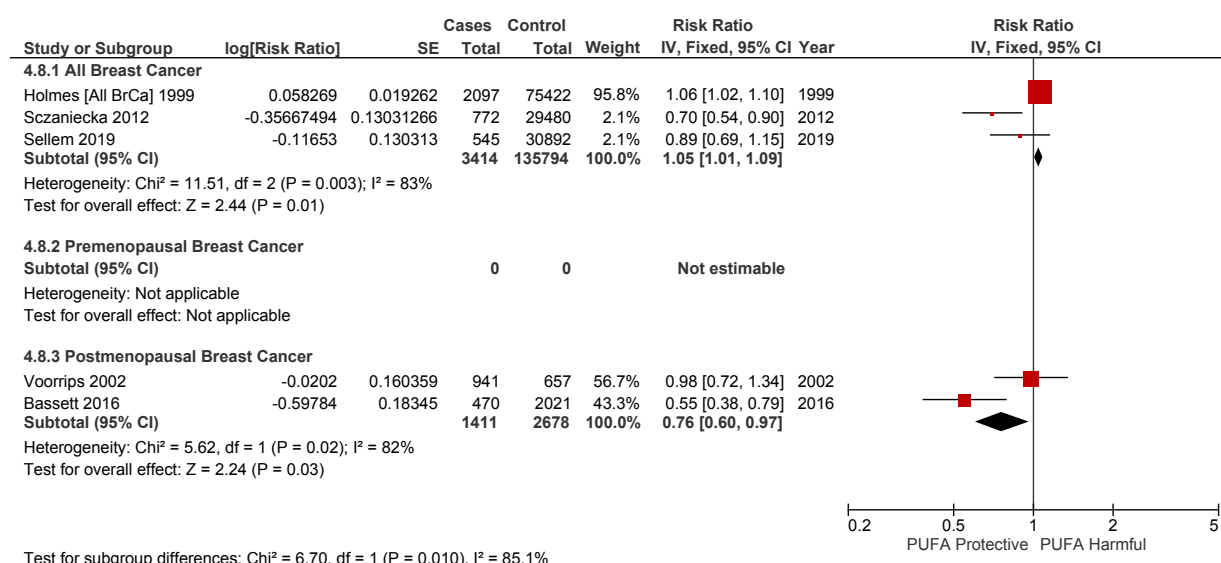 Cases Control Risk Ratio Risk Ratio
Study or Subgroup log[Risk Ratio] SE Total Total Weight IV, Fixed, 95% CI Year IV, Fixed, 95% CI
4.8.1 All Breast Cancer
Holmes [All BrCa] 1999 0.058269 0.019262 2097 75422 95.8% 1.06 [1.02, 1.10] 1999
Sczaniecka 2012 -0.35667494 0.13031266 772 29480 2.1% 0.70 [0.54, 0.90] 2012
Sellem 2019 -0.11653 0.130313 545 30892 2.1% 0.89 [0.69, 1.15] 2019
Subtotal (95% CI) 3414 135794 100.0% 1.05 [1.01, 1.09]
Heterogeneity: Chi² = 11.51, df = 2 (P = 0.003); I² = 83%
Test for overall effect: Z = 2.44 (P = 0.01)
4.8.2 Premenopausal Breast Cancer
Subtotal (95% CI) 0 0 Not estimable
Heterogeneity: Not applicable
Test for overall effect: Not applicable
4.8.3 Postmenopausal Breast Cancer
Voorrips 2002 -0.0202 0.160359 941 657 56.7% 0.98 [0.72, 1.34] 2002
Bassett 2016 -0.59784 0.18345 470 2021 43.3% 0.55 [0.38, 0.79] 2016
Subtotal (95% CI) 1411 2678 100.0% 0.76 [0.60, 0.97]
Heterogeneity: Chi² = 5.62, df = 1 (P = 0.02); I² = 82%
Test for overall effect: Z = 2.24 (P = 0.03)
0.2 0.5 1 2 5
PUFA Protective PUFA Harmful
Test for subgroup differences: Chi² = 6.70, df = 1 (P = 0.010), I² = 85.1%